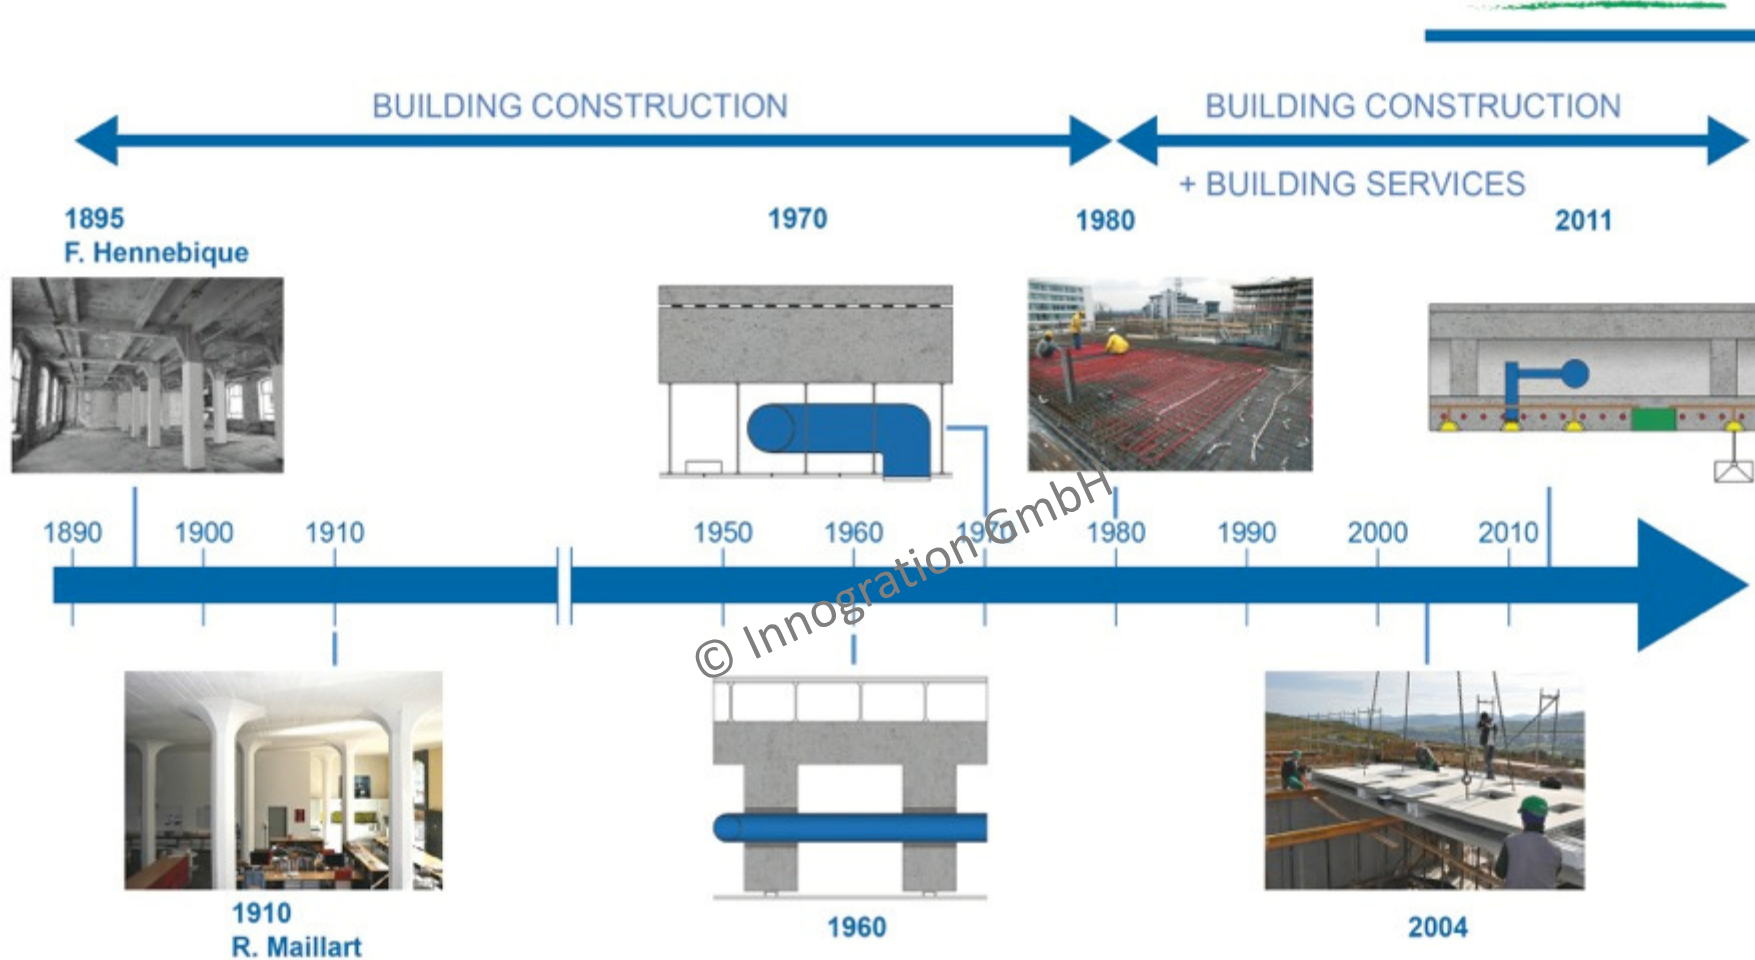 BUILDING CONSTRUCTION
BUILDING CONSTRUCTION
+ BUILDING SERVICES
1895
F. Hennebique
1970
1980
2011
1890
1900
1910
1950
1960
1970
1980
1990
2000
2010
© Innogration GmbH
1910
R. Maillart
1960
2004